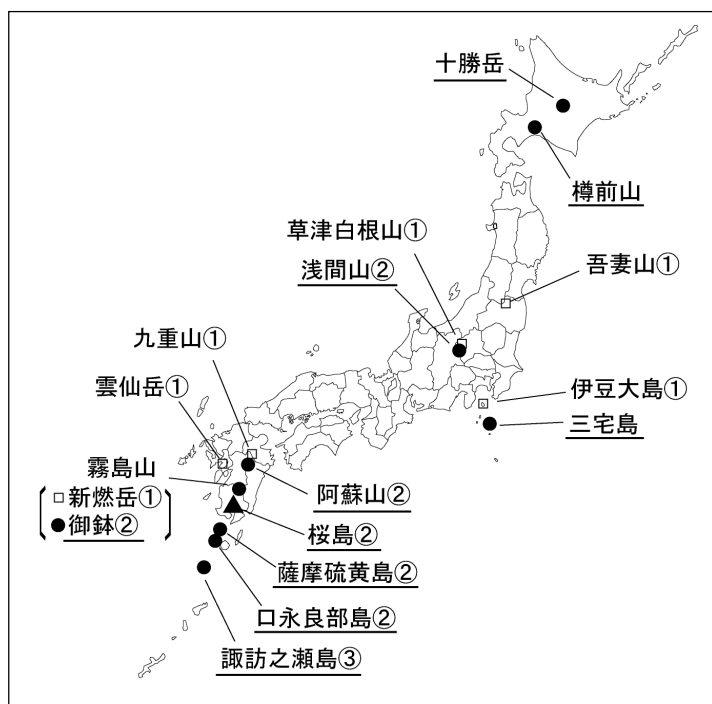 十勝岳
樽前山
草津白根山①
浅間山②
吾妻山①
九重山①
雲仙岳①
伊豆大島①
三宅島
霧島山
□新燃岳①
●御鉢②
阿蘇山②
桜島②
薩摩硫黄島②
口永良部島②
諏訪之瀬島③